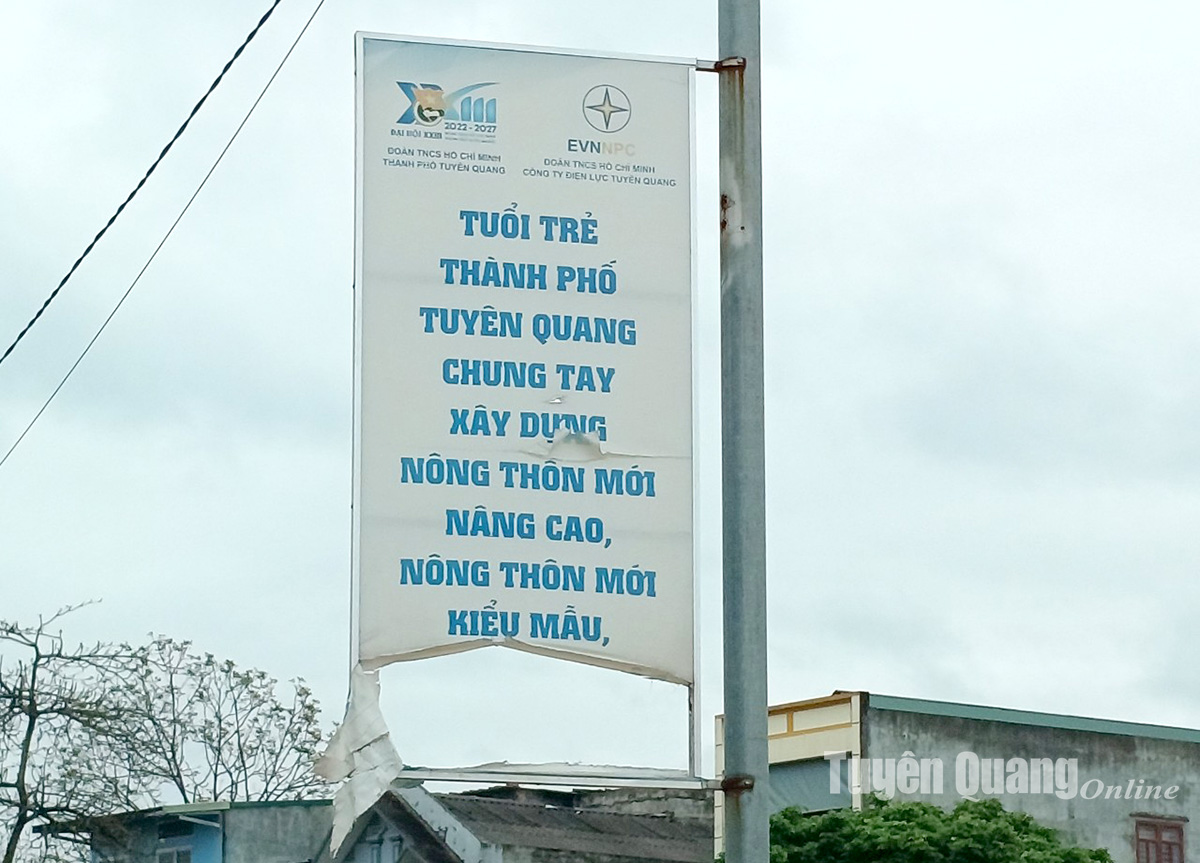 ĐẠI HỘI XXIII
2022 - 2027
ĐOÀN TNCS HỒ CHÍ MINH
THÀNH PHỐ TUYÊN QUANG
EVNNPC
ĐOÀN TNCS HỒ CHÍ MINH
CÔNG TY ĐIỆN LỰC TUYÊN QUANG
TUỔI TRẺ
THÀNH PHỐ
TUYÊN QUANG
CHUNG TAY
XÂY DỰNG
NÔNG THÔN MỚI
NÂNG CAO,
NÔNG THÔN MỚI
KIỂU MẪU,
Tuyên Quang Online